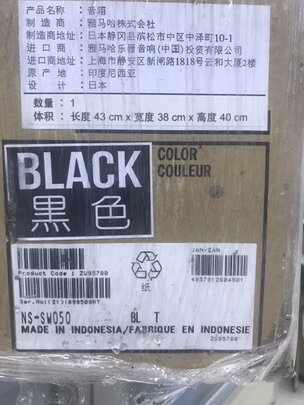 产品名称：音箱
制造商：雅马哈株式会社
制造商地址：日本静冈县滨松市中区中泽町10-1
进口商：雅马哈乐器音响(中国)投资有限公司
进口商地址：上海市静安区新闸路1818号云和大厦2楼
原产地：印度尼西亚
设计：日本
数量：1
体积：长度 43 cm × 宽度 38 cm × 高度 40 cm
BLACK
黑色
COLOR
COULEUR
Product Code : ZU95780
JAN/EAN
4957812604901
纸
Ser.No(21)
NS-SW050 BL T
MADE IN INDONESIA/FABRIQUE EN INDONESIE
ZU95780